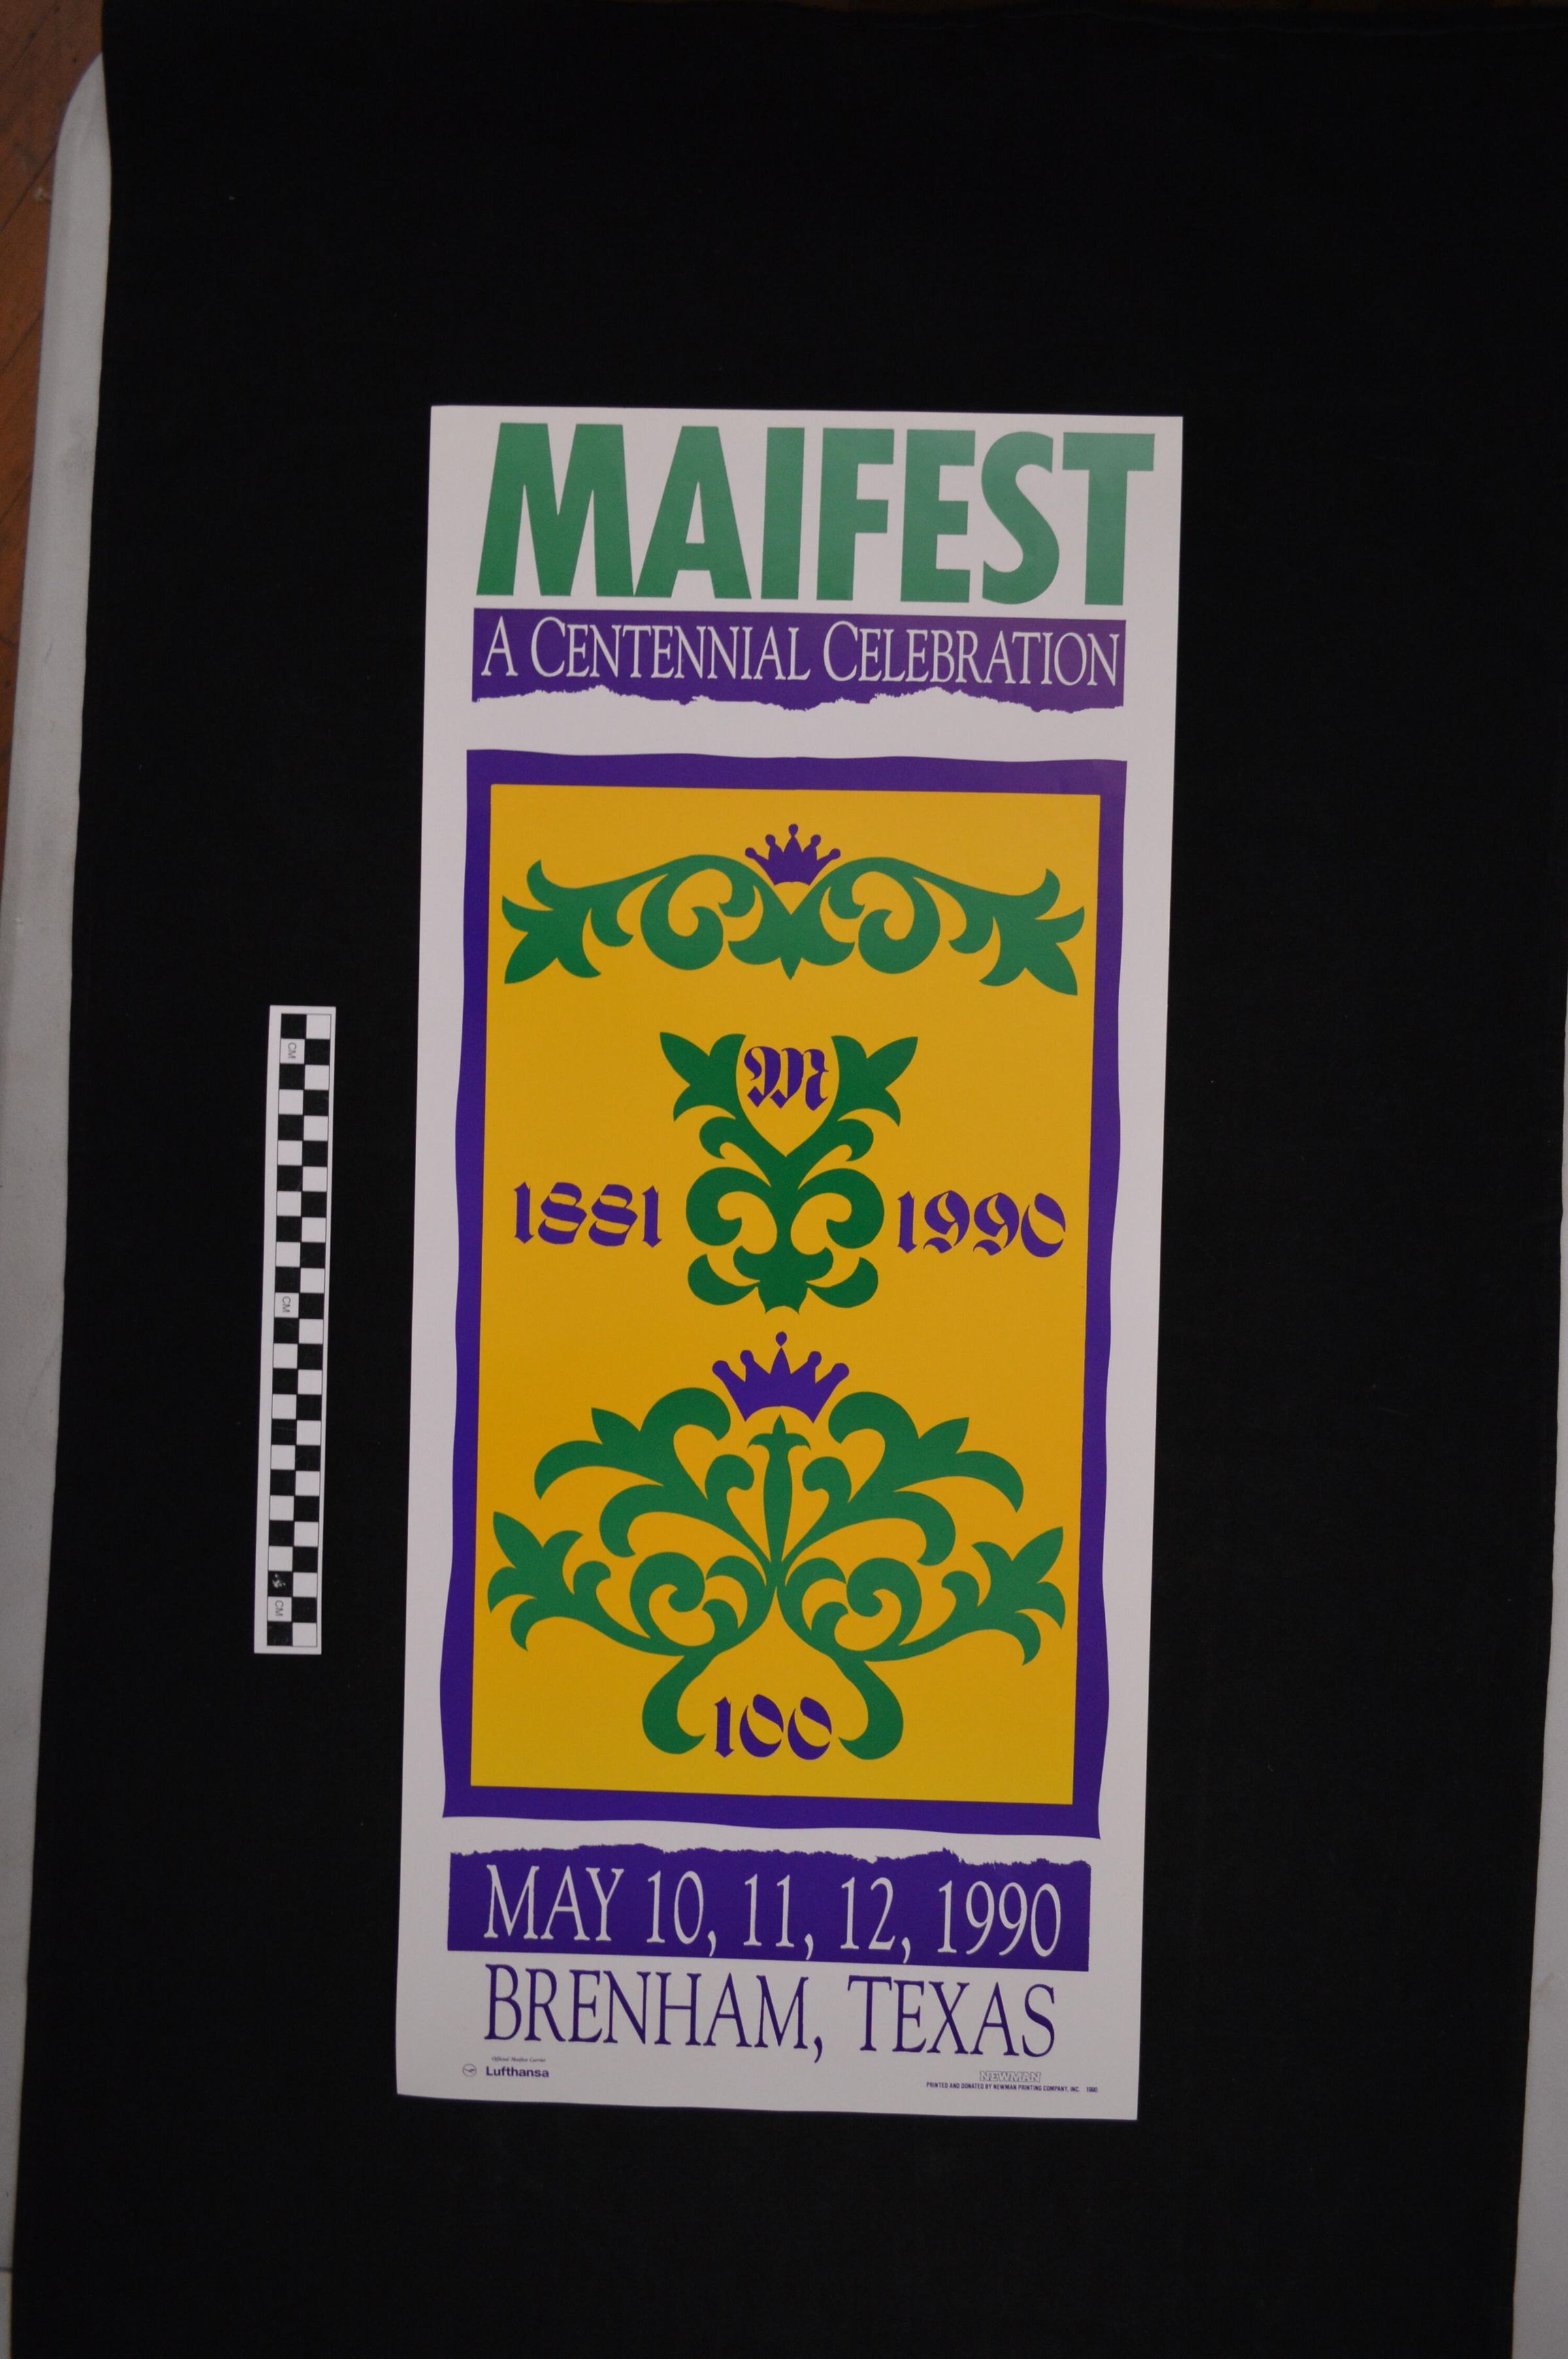 MAIFEST
A CENTENNIAL CELEBRATION
M
1881 1990
100
MAY 10, 11, 12, 1990
BRENHAM, TEXAS
Lufthansa
NEWMAN
PRINTED AND DONATED BY NEWMAN PRINTING COMPANY, INC. 1990
CM
CM
CM